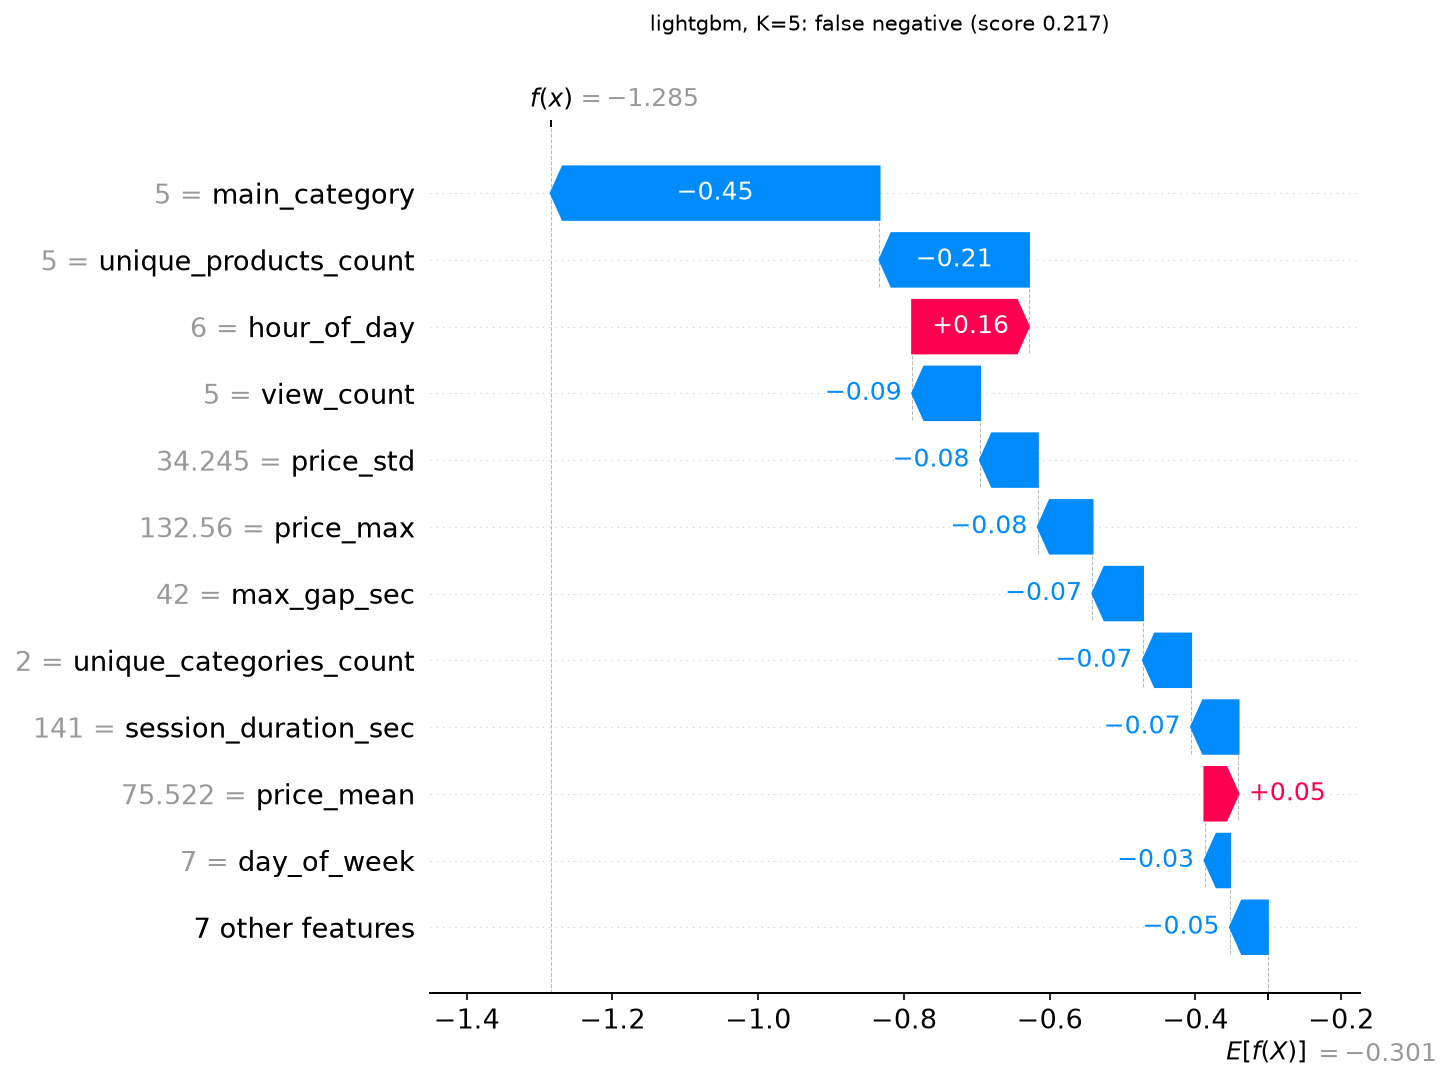 lightgbm, K=5: false negative (score 0.217)
f(x) = −1.285
5 = main_category −0.45
5 = unique_products_count −0.21
6 = hour_of_day +0.16
5 = view_count −0.09
34.245 = price_std −0.08
132.56 = price_max −0.08
42 = max_gap_sec −0.07
2 = unique_categories_count −0.07
141 = session_duration_sec −0.07
75.522 = price_mean +0.05
7 = day_of_week −0.03
7 other features −0.05
−1.4 −1.2 −1.0 −0.8 −0.6 −0.4 −0.2
E[f(X)] = −0.301